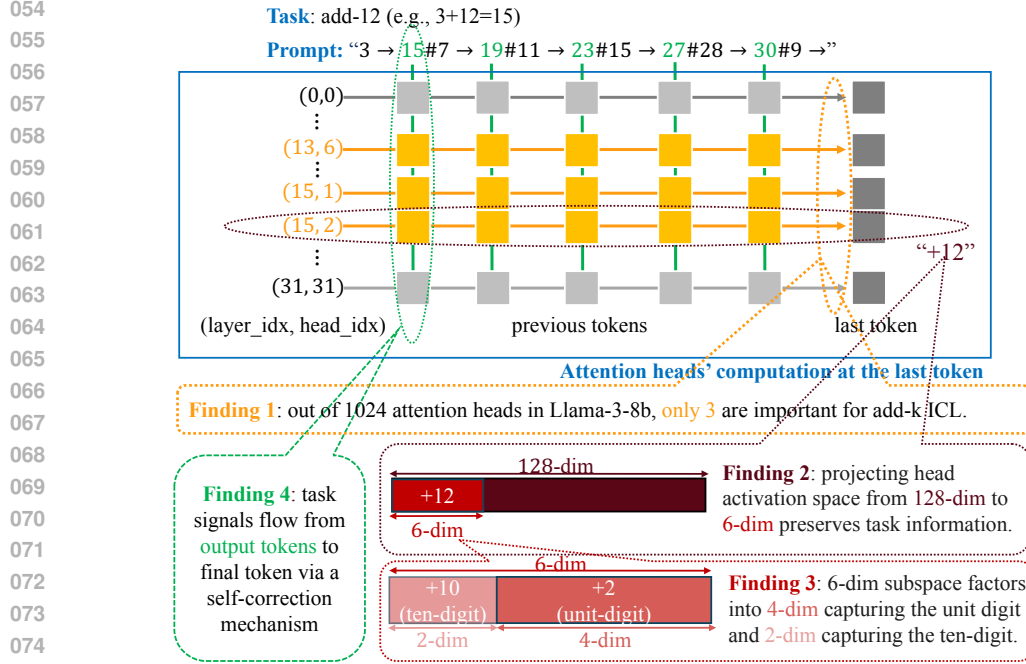 054
055
056
057
058
059
060
061
062
063
064
065
066
067
068
069
070
071
072
073
074
Task: add-12 (e.g., 3+12=15)
Prompt: “3 → 15#7 → 19#11 → 23#15 → 27#28 → 30#9 →”
(0,0)
⋮
(13, 6)
⋮
(15, 1)
(15, 2)
⋮
(31, 31)
“+12”
(layer_idx, head_idx)
previous tokens
last token
Attention heads’ computation at the last token
Finding 1: out of 1024 attention heads in Llama-3-8b, only 3 are important for add-k ICL.
Finding 4: task
signals flow from
output tokens to
final token via a
self-correction
mechanism
128-dim
+12
6-dim
Finding 2: projecting head
activation space from 128-dim to
6-dim preserves task information.
6-dim
+10
(ten-digit)
+2
(unit-digit)
2-dim
4-dim
Finding 3: 6-dim subspace factors
into 4-dim capturing the unit digit
and 2-dim capturing the ten-digit.